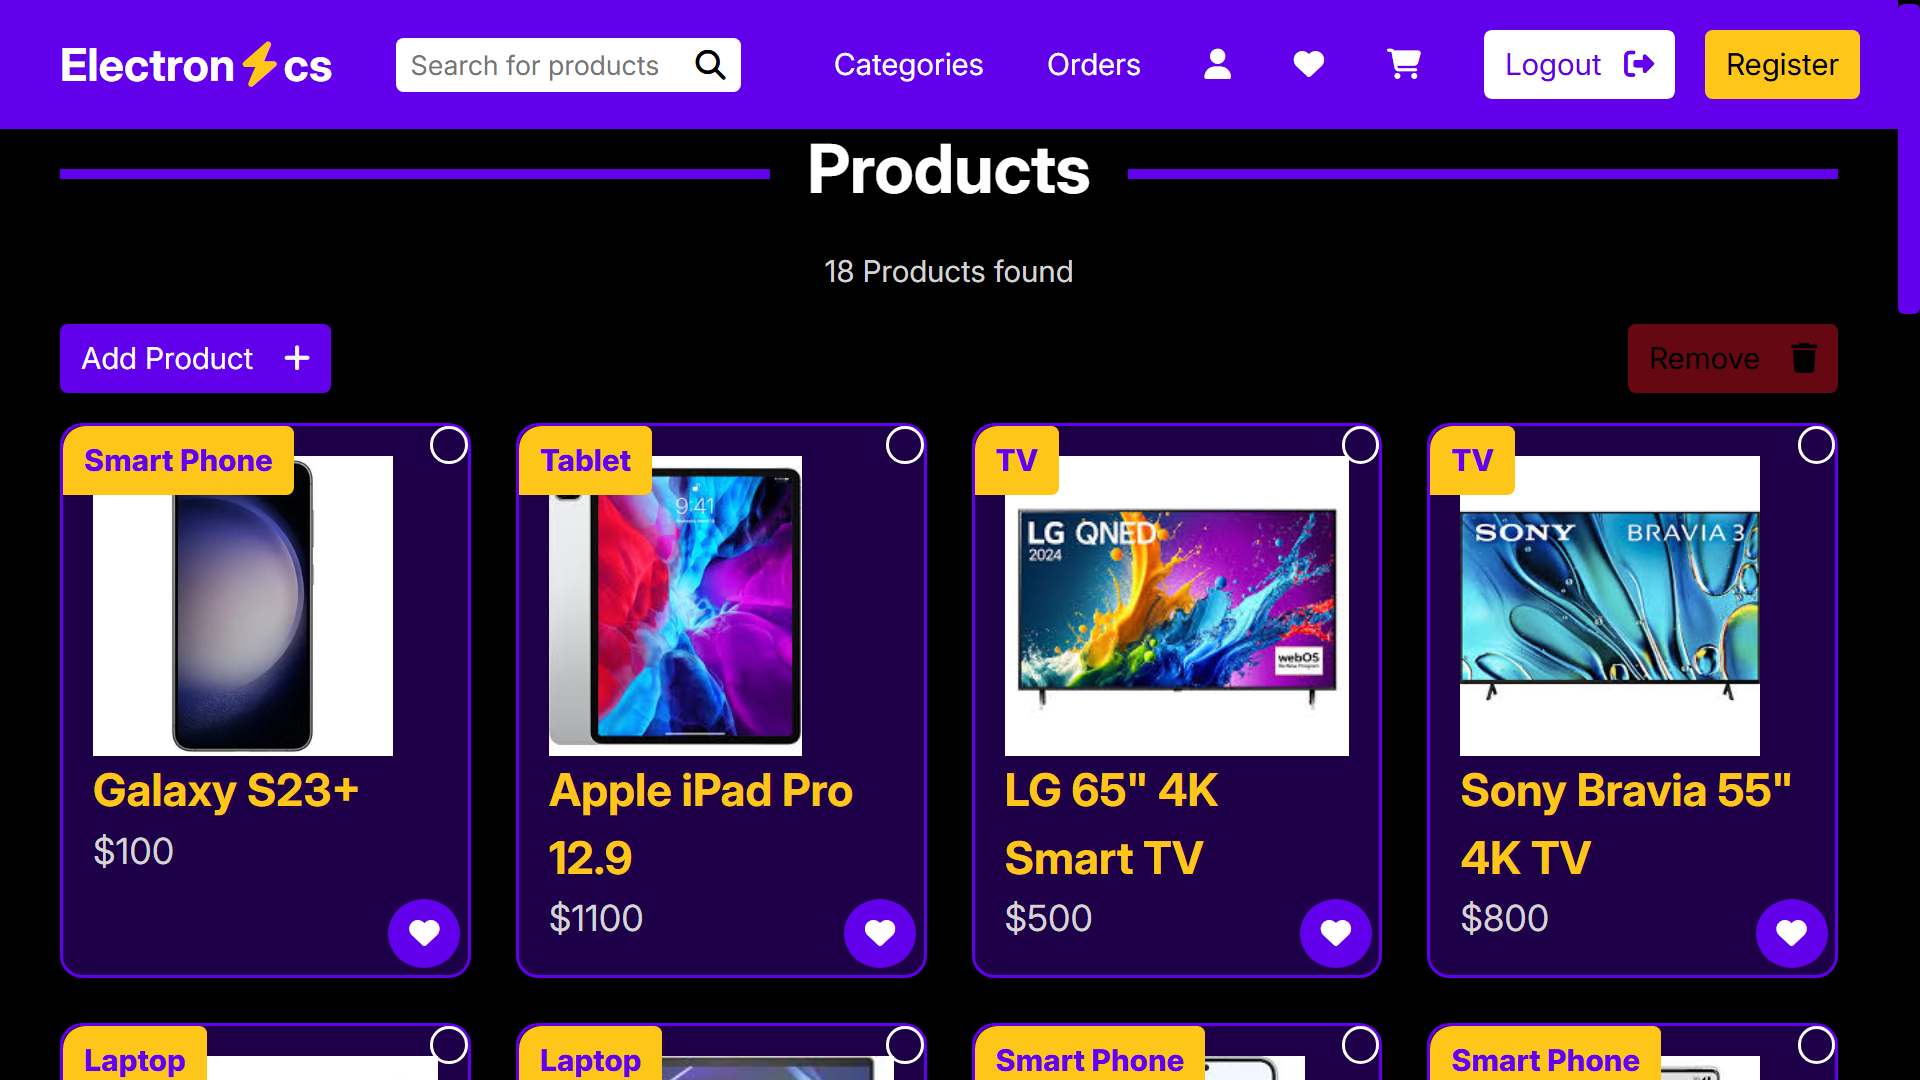 Electron⚡cs
Search for products
Categories
Orders
Logout
Register
Products
18 Products found
Add Product
Remove
Smart Phone
Tablet
TV
TV
9:41
LG QNED
2024
webOS
SONY BRAVIA 3
Galaxy S23+
$100
Apple iPad Pro
12.9
$1100
LG 65" 4K
Smart TV
$500
Sony Bravia 55"
4K TV
$800
Laptop
Laptop
Smart Phone
Smart Phone